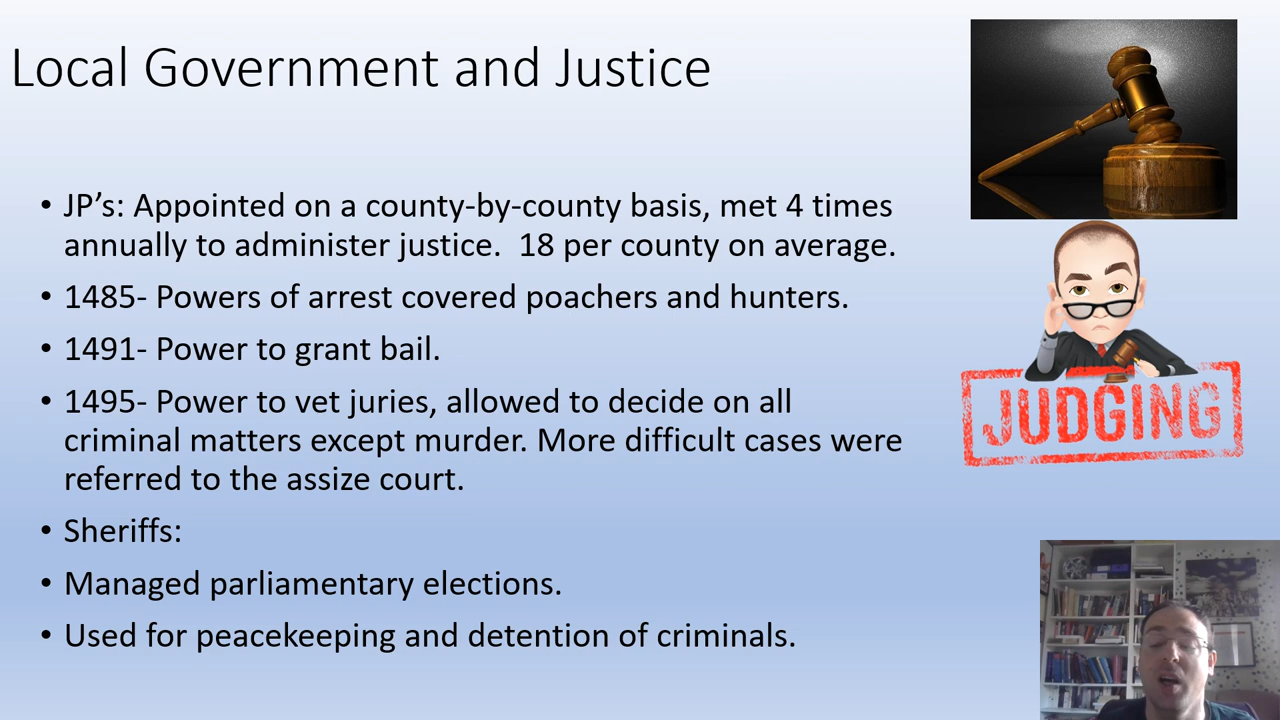 Local Government and Justice
• JP’s: Appointed on a county-by-county basis, met 4 times
annually to administer justice.  18 per county on average.
• 1485- Powers of arrest covered poachers and hunters.
• 1491- Power to grant bail.
• 1495- Power to vet juries, allowed to decide on all
criminal matters except murder. More difficult cases were
referred to the assize court.
• Sheriffs:
• Managed parliamentary elections.
• Used for peacekeeping and detention of criminals.
JUDGING